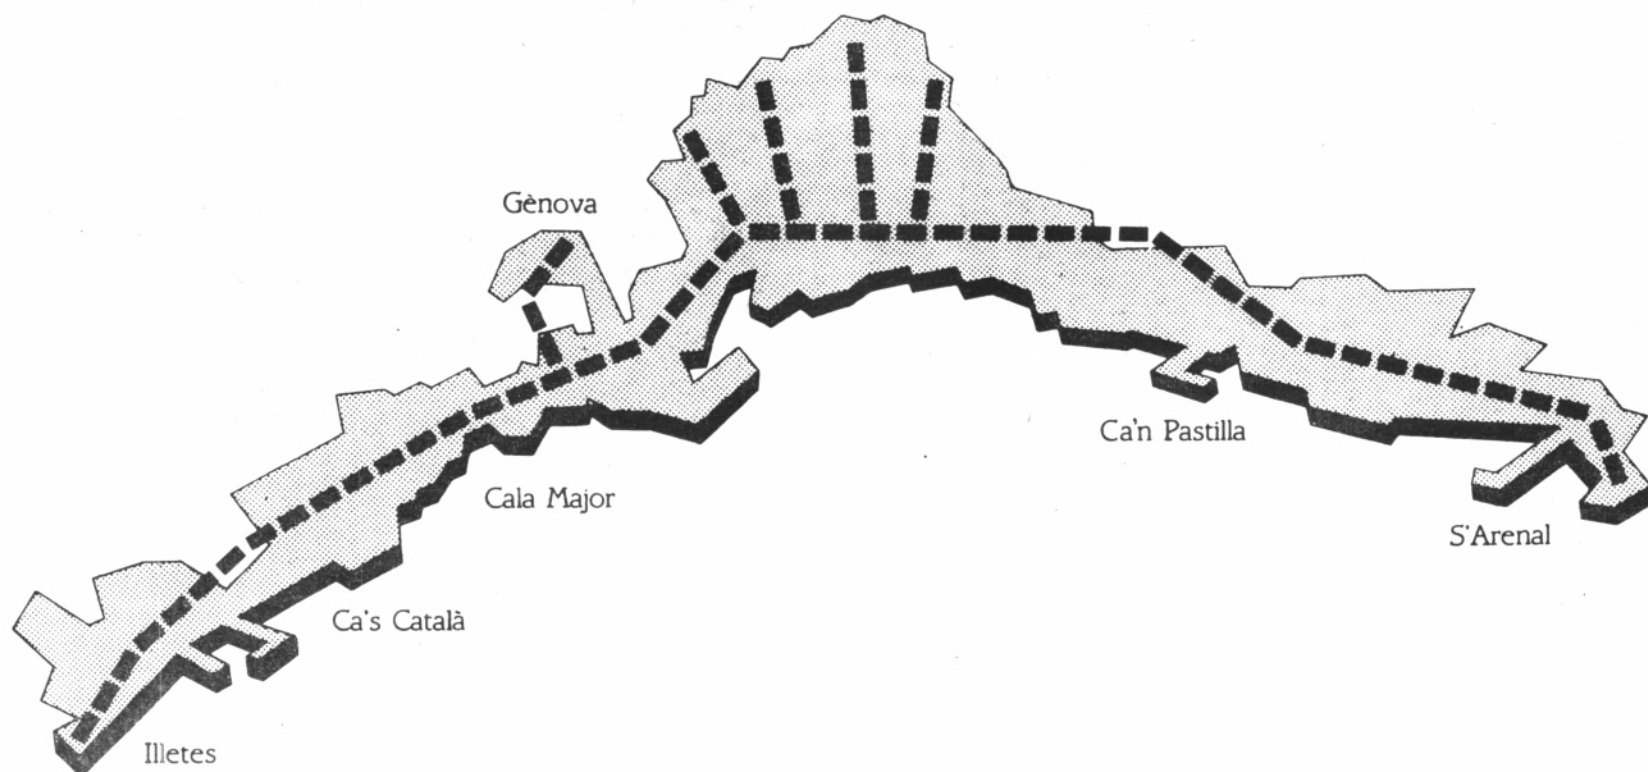 Gènova
Ca'n Pastilla
Cala Major
S'Arenal
Ca's Català
Illetes